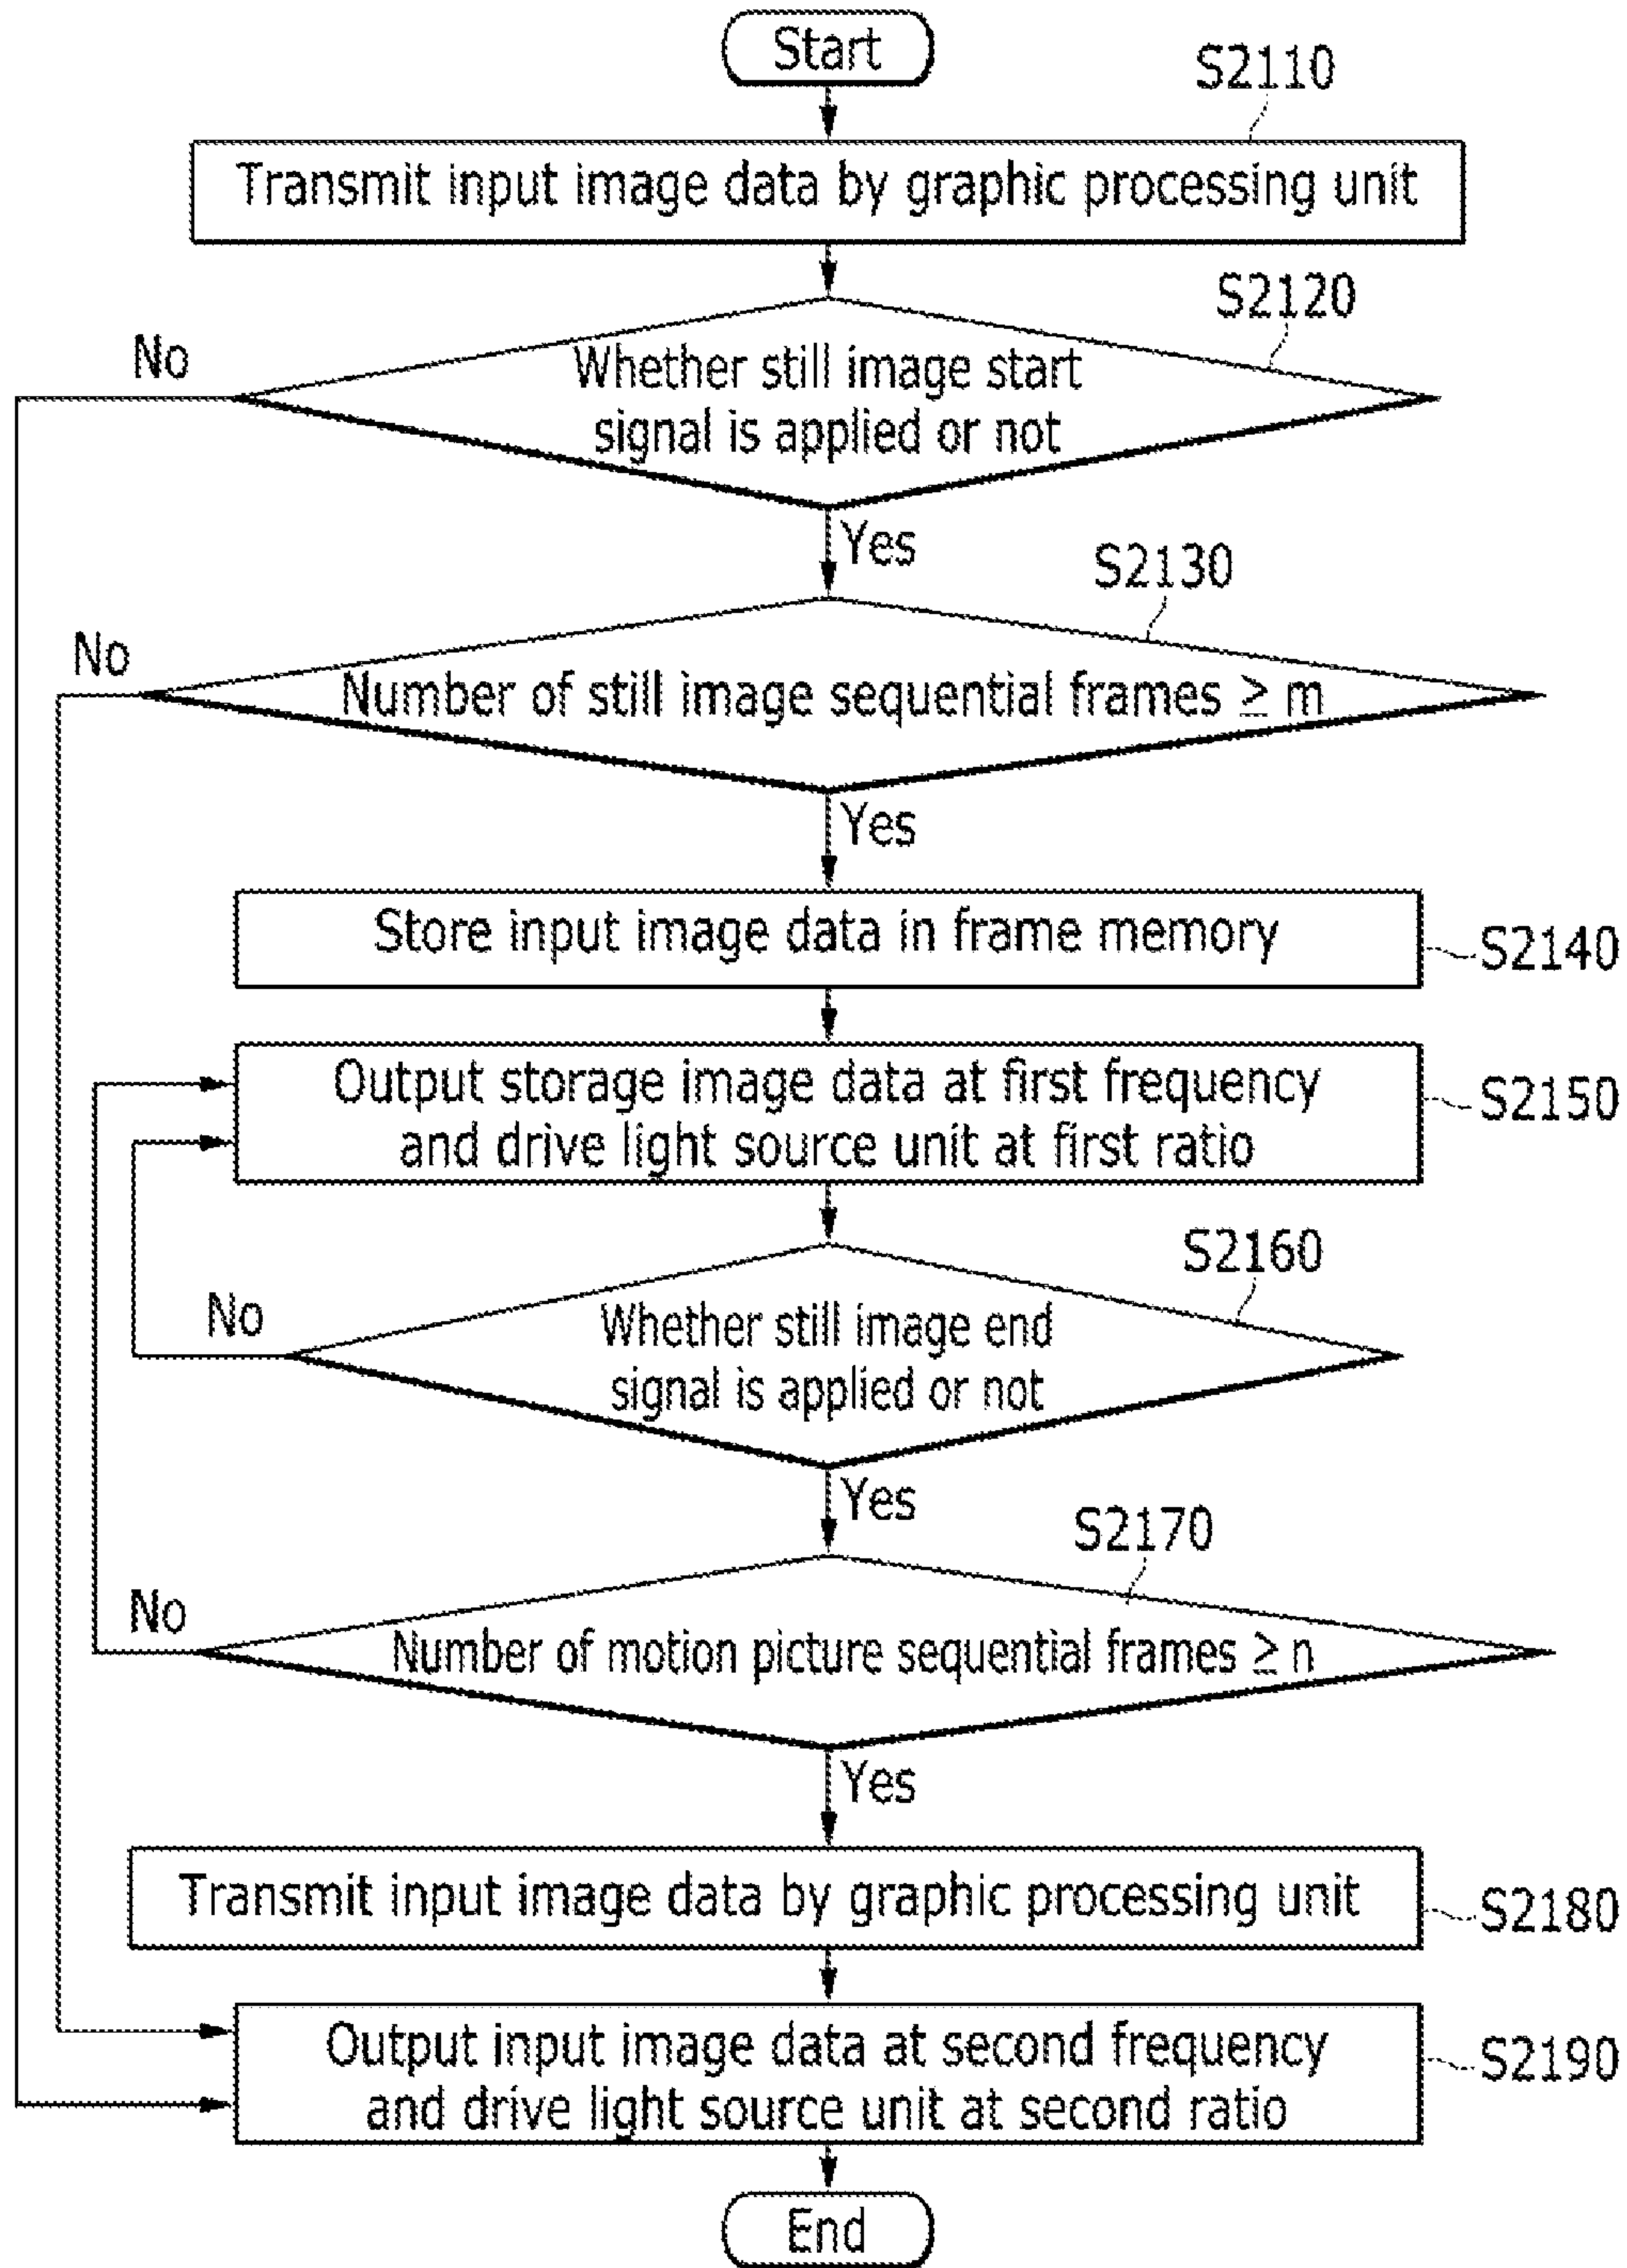 Start
S2110
Transmit input image data by graphic processing unit
S2120
No
Whether still image start
signal is applied or not
Yes
S2130
No
Number of still image sequential frames ≥ m
Yes
Store input image data in frame memory
S2140
Output storage image data at first frequency
and drive light source unit at first ratio
S2150
S2160
No
Whether still image end
signal is applied or not
Yes
S2170
No
Number of motion picture sequential frames ≥ n
Yes
Transmit input image data by graphic processing unit
S2180
Output input image data at second frequency
and drive light source unit at second ratio
S2190
End